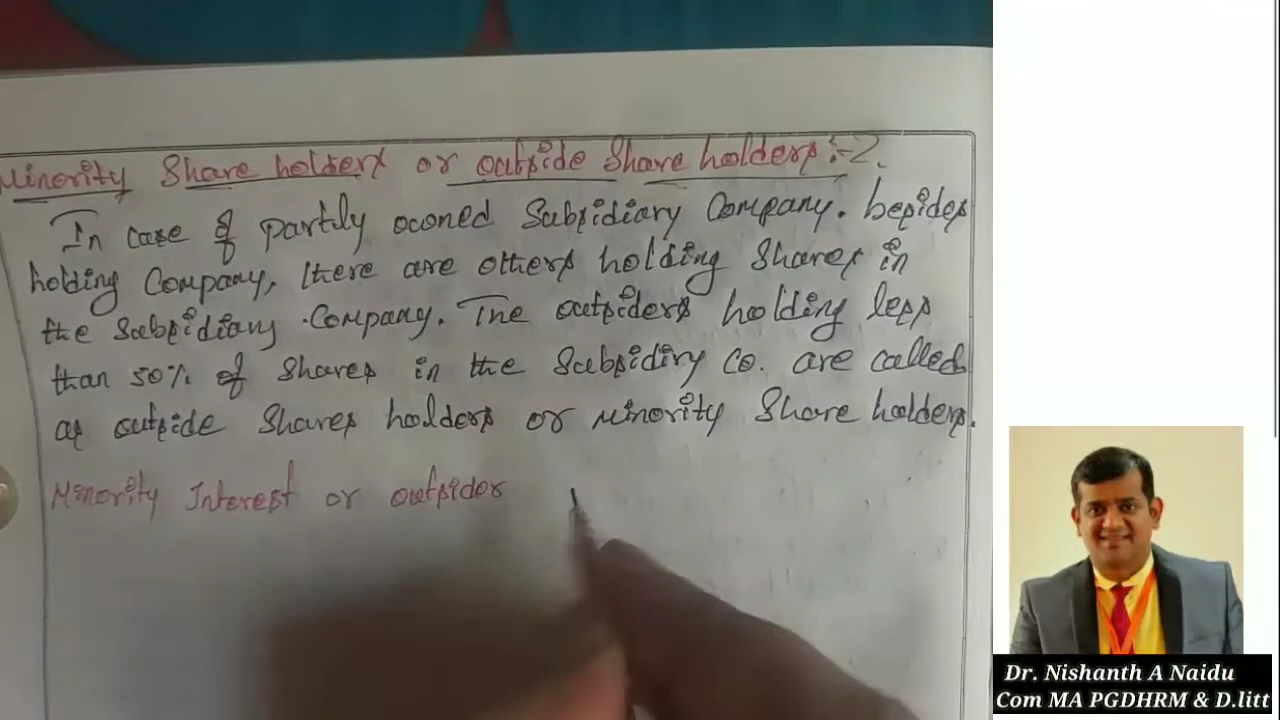 Minority Share holders or outside Share holders :- 2.
In case of partly owned Subsidiary Company. besides
holding Company, there are others holding Shares in
the Subsidiary Company. The outsiders holding less
than 50% of Shares in the Subsidiry Co. are called
as outside Shares holders or Minority Share holders.
Minority Interest or outsider
Dr. Nishanth A Naidu
Com MA PGDHRM & D.litt